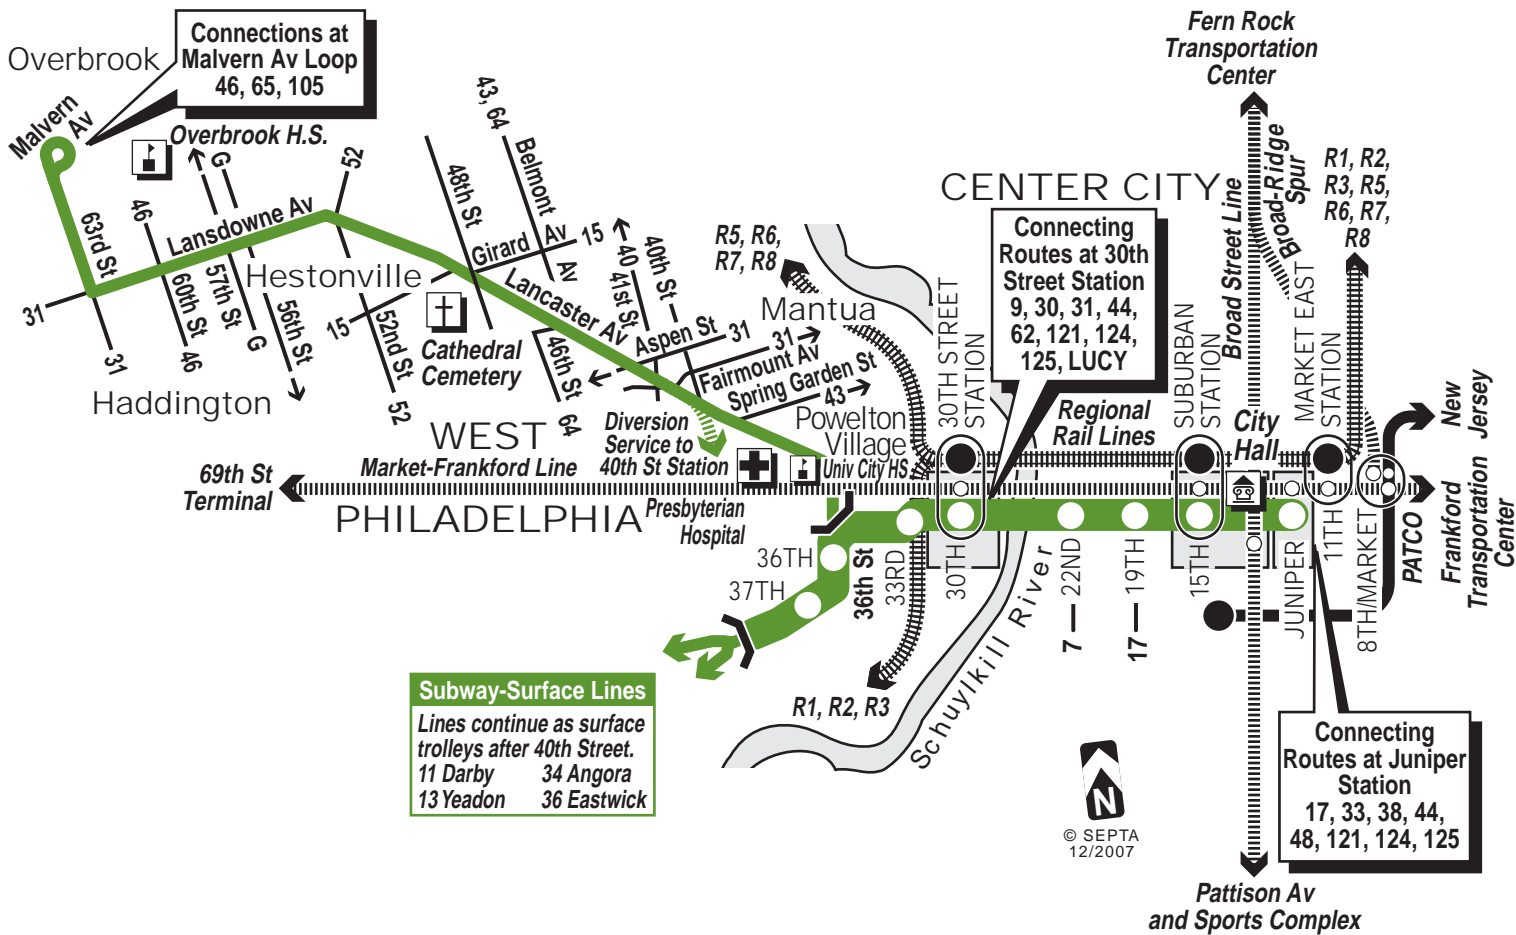 Overbrook
Connections at
Malvern Av Loop
46, 65, 105
Malvern
Av
Overbrook H.S.
G
52
43, 64
Belmont
Av
48th St
46
Lansdowne Av
63rd St
60th St
57th St
56th St
Hestonville
Girard Av
15
15
31
31
46
G
52nd St
52
Haddington
Cathedral
Cemetery
Lancaster Av
46th St
64
40
41st St
40th St
Aspen St
31
31
Fairmount Av
Spring Garden St
43
Mantua
R5, R6,
R7, R8
Powelton
Village
Univ City HS
Diversion
Service to
40th St Station
WEST
PHILADELPHIA
Market-Frankford Line
69th St
Terminal
Presbyterian
Hospital
CENTER CITY
Connecting
Routes at 30th
Street Station
9, 30, 31, 44,
62, 121, 124,
125, LUCY
30TH STREET
STATION
Regional
Rail Lines
SUBURBAN
STATION
Broad Street Line
Broad-Ridge
Spur
Fern Rock
Transportation
Center
R1, R2,
R3, R5,
R6, R7,
R8
MARKET EAST
STATION
City
Hall
New
Jersey
36TH
37TH
36th St
33RD
30TH
22ND
19TH
15TH
JUNIPER
11TH
8TH/MARKET
PATCO
Frankford
Transportation
Center
7
17
R1, R2, R3
Schuylkill River
Subway-Surface Lines
Lines continue as surface
trolleys after 40th Street.
11 Darby 34 Angora
13 Yeadon 36 Eastwick
N
© SEPTA
12/2007
Connecting
Routes at Juniper
Station
17, 33, 38, 44,
48, 121, 124, 125
Pattison Av
and Sports Complex